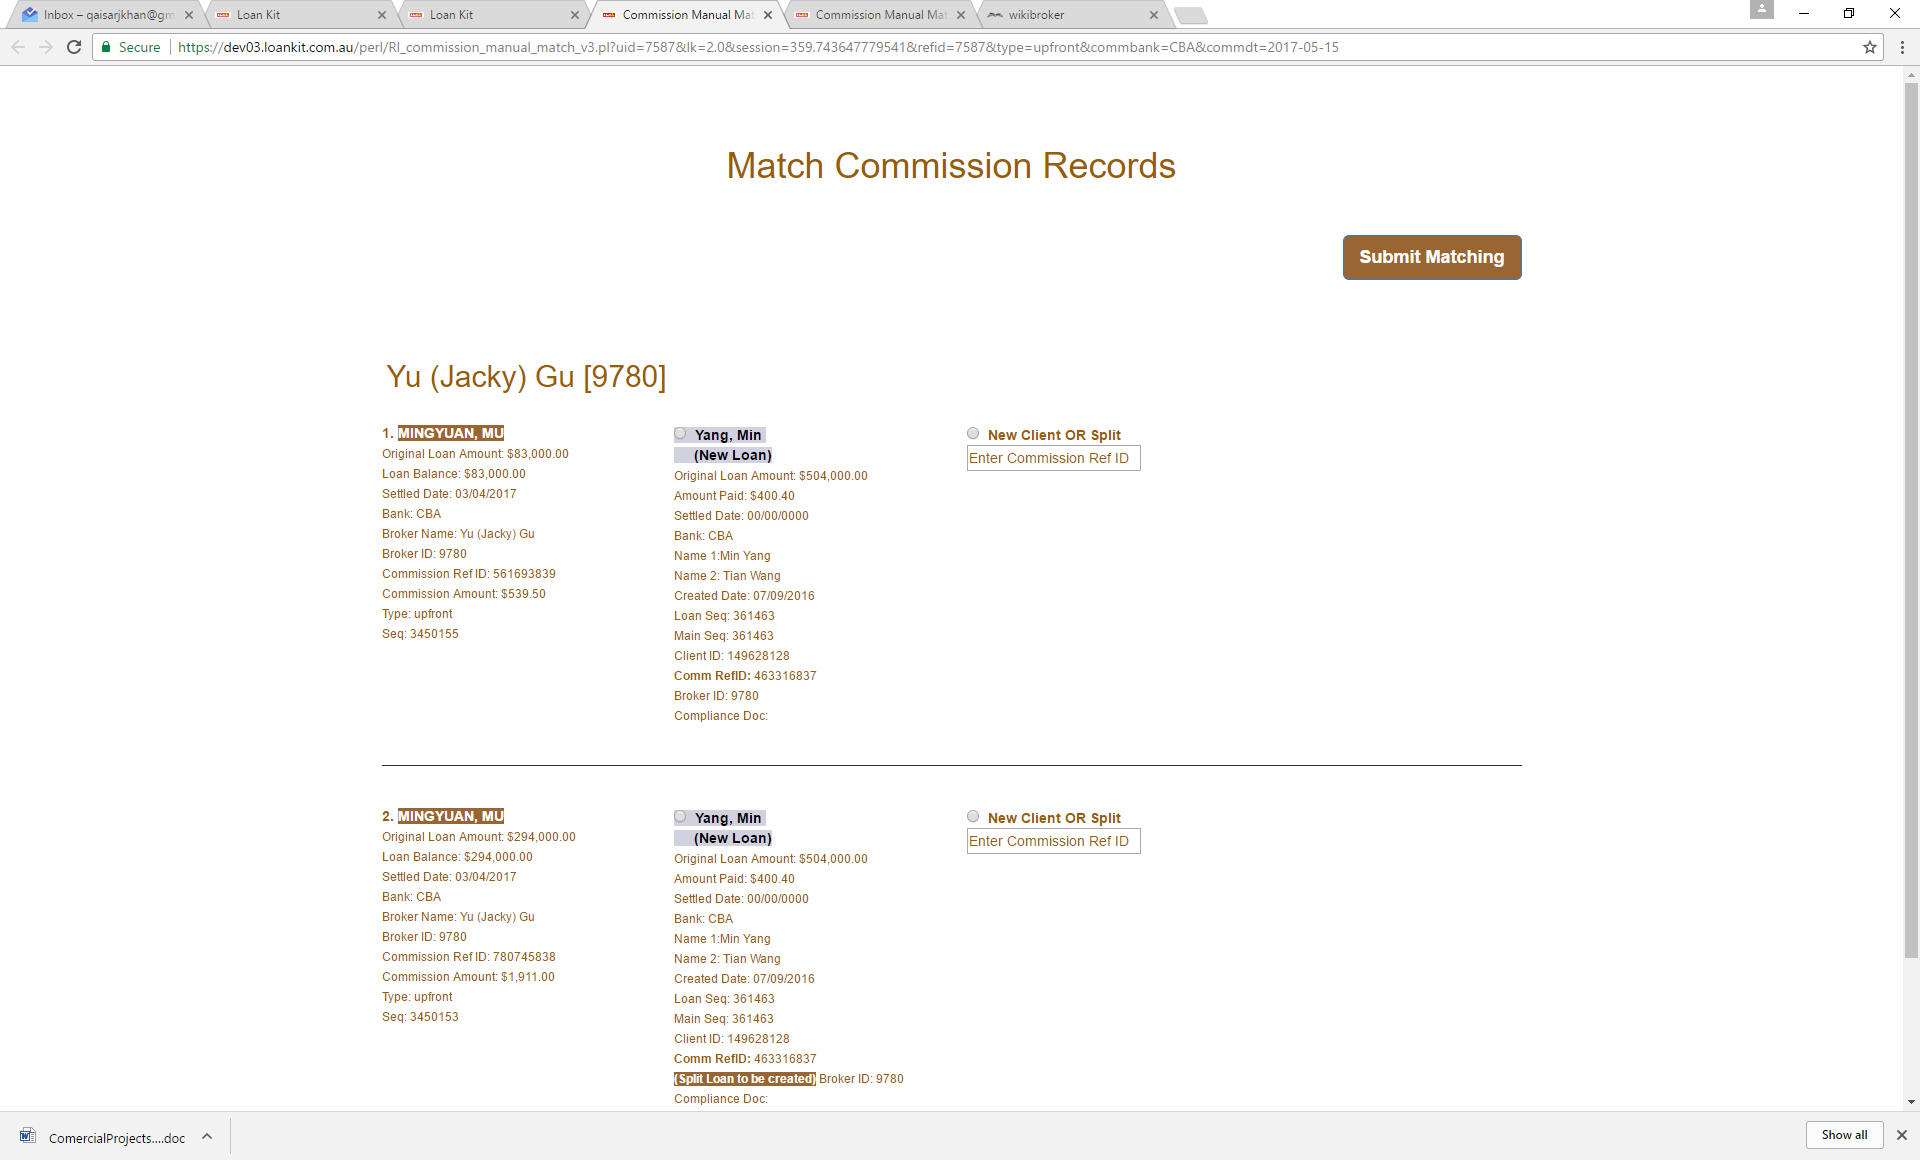 Inbox – qaisarjkhan@gm
Loan Kit
Loan Kit
Commission Manual Mat
Commission Manual Mat
wikibroker
Secure
https://dev03.loankit.com.au/perl/RI_commission_manual_match_v3.pl?uid=7587&lk=2.0&session=359.743647779541&refid=7587&type=upfront&commbank=CBA&commdt=2017-05-15
Match Commission Records
Submit Matching
Yu (Jacky) Gu [9780]
1. MINGYUAN, MU
Original Loan Amount: $83,000.00
Loan Balance: $83,000.00
Settled Date: 03/04/2017
Bank: CBA
Broker Name: Yu (Jacky) Gu
Broker ID: 9780
Commission Ref ID: 561693839
Commission Amount: $539.50
Type: upfront
Seq: 3450155
Yang, Min
(New Loan)
Original Loan Amount: $504,000.00
Amount Paid: $400.40
Settled Date: 00/00/0000
Bank: CBA
Name 1:Min Yang
Name 2: Tian Wang
Created Date: 07/09/2016
Loan Seq: 361463
Main Seq: 361463
Client ID: 149628128
Comm RefID: 463316837
Broker ID: 9780
Compliance Doc:
New Client OR Split
Enter Commission Ref ID
2. MINGYUAN, MU
Original Loan Amount: $294,000.00
Loan Balance: $294,000.00
Settled Date: 03/04/2017
Bank: CBA
Broker Name: Yu (Jacky) Gu
Broker ID: 9780
Commission Ref ID: 780745838
Commission Amount: $1,911.00
Type: upfront
Seq: 3450153
Yang, Min
(New Loan)
Original Loan Amount: $504,000.00
Amount Paid: $400.40
Settled Date: 00/00/0000
Bank: CBA
Name 1:Min Yang
Name 2: Tian Wang
Created Date: 07/09/2016
Loan Seq: 361463
Main Seq: 361463
Client ID: 149628128
Comm RefID: 463316837
(Split Loan to be created) Broker ID: 9780
Compliance Doc:
New Client OR Split
Enter Commission Ref ID
ComercialProjects....doc
Show all